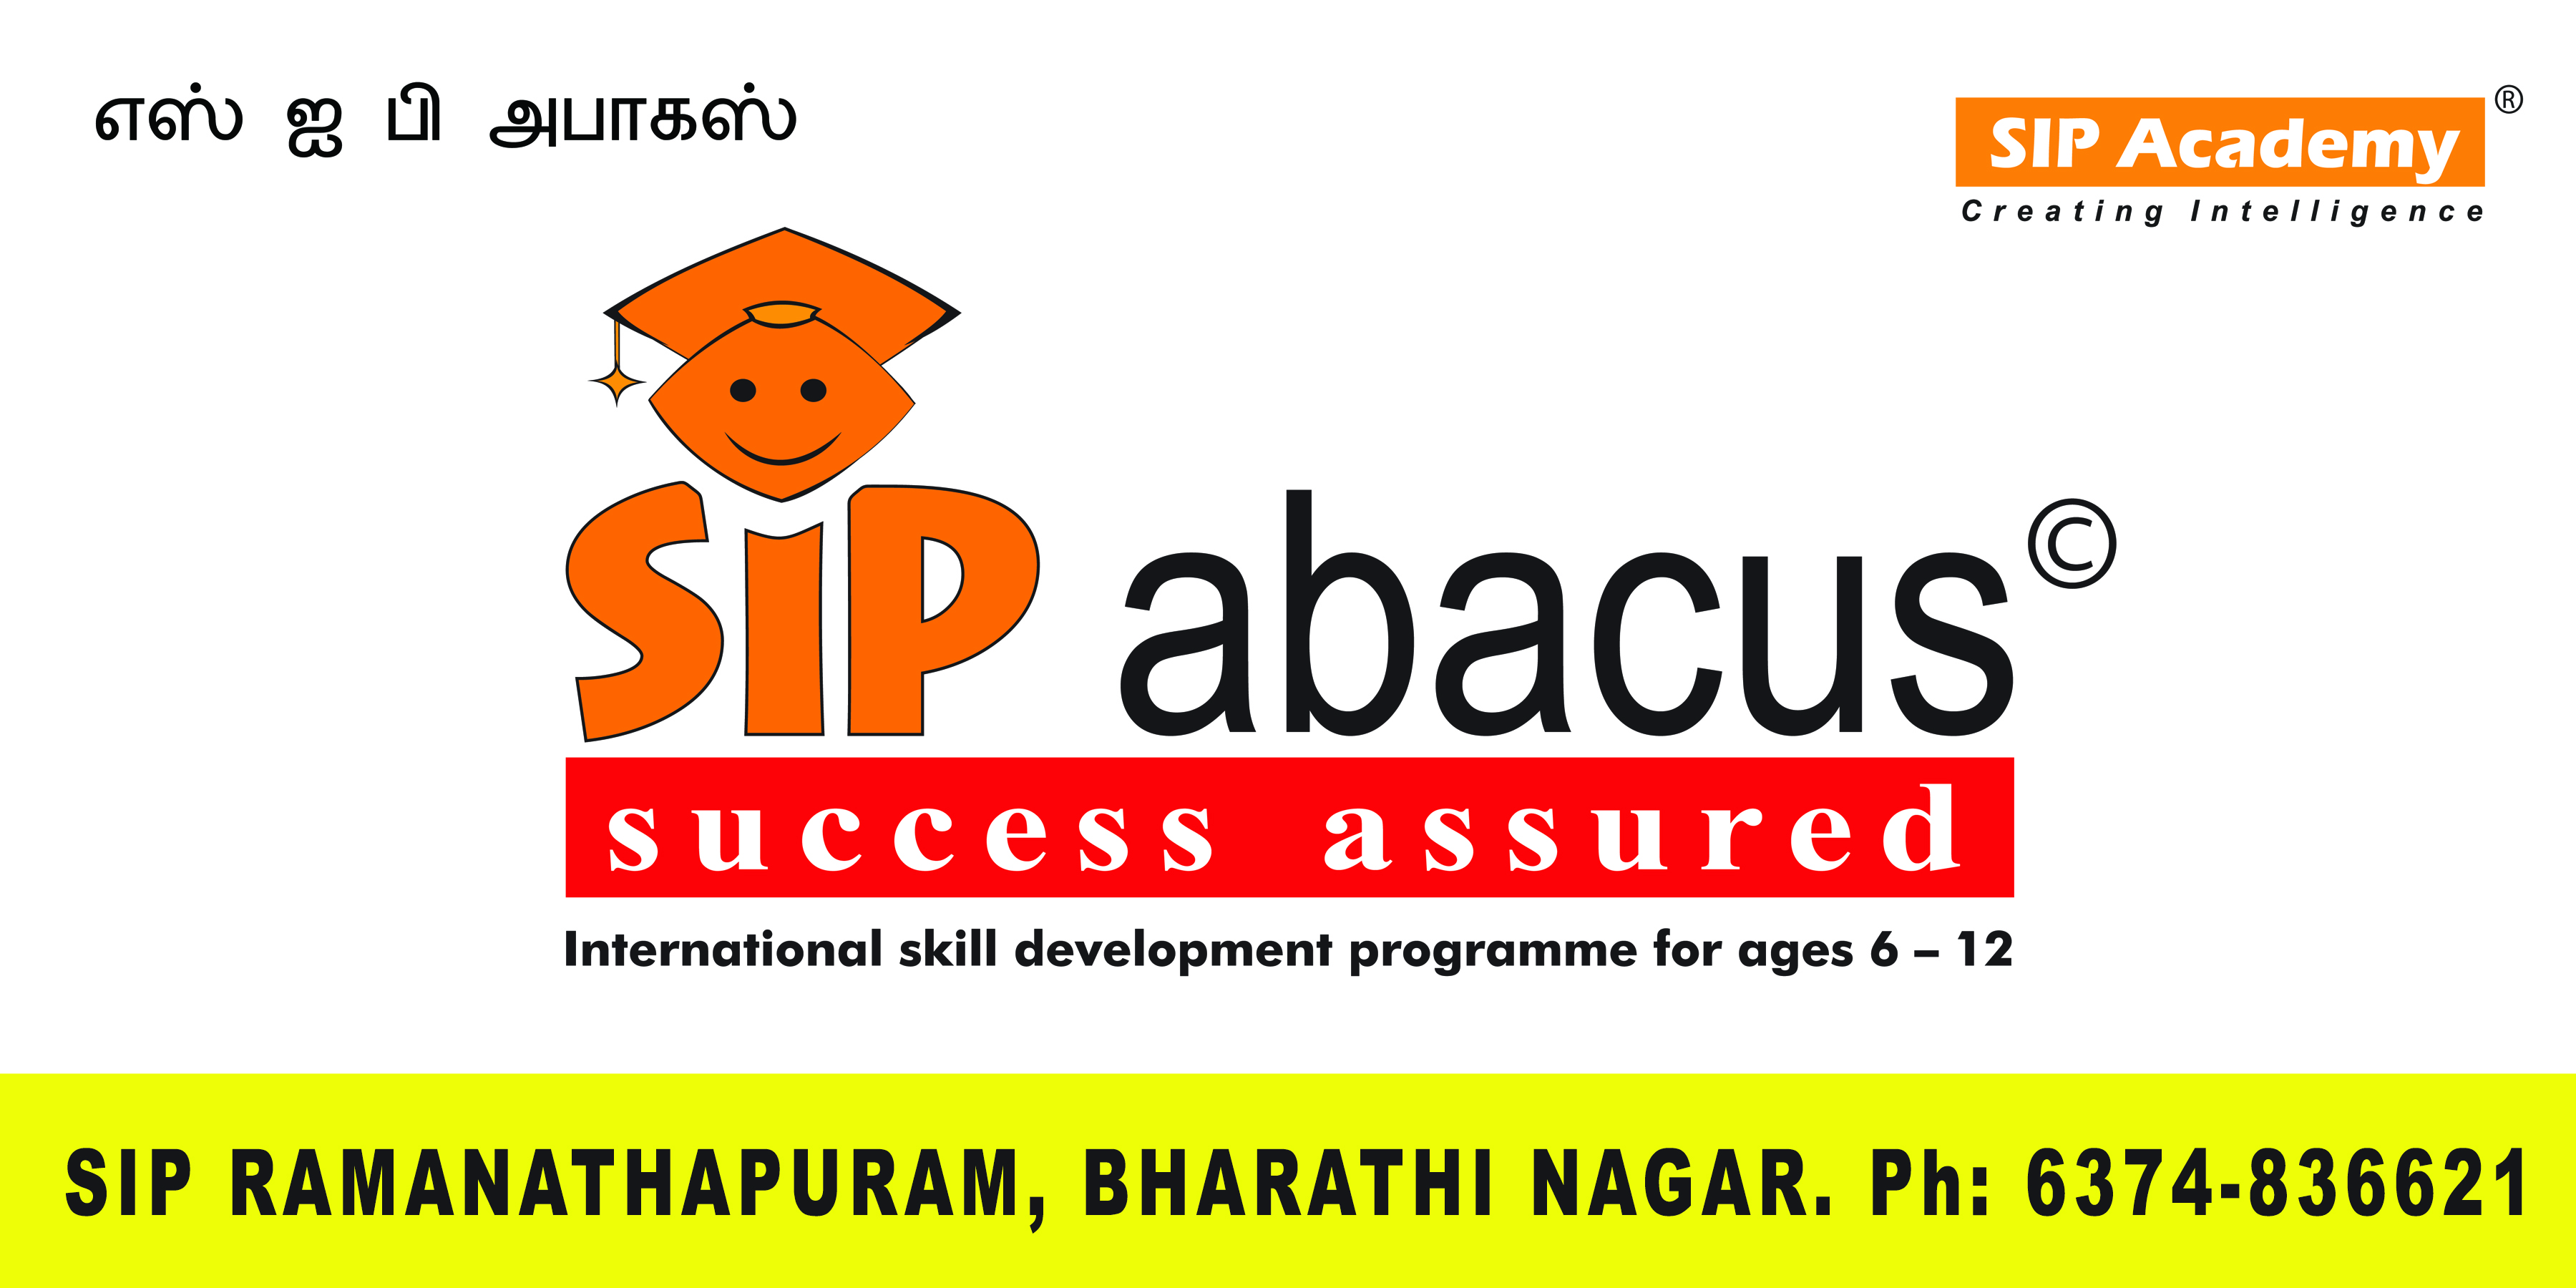 எஸ் ஐ பி அபாகஸ்
SIP Academy®
Creating Intelligence
SiP abacus©
success assured
International skill development programme for ages 6 – 12
SIP RAMANATHAPURAM, BHARATHI NAGAR. Ph: 6374-836621